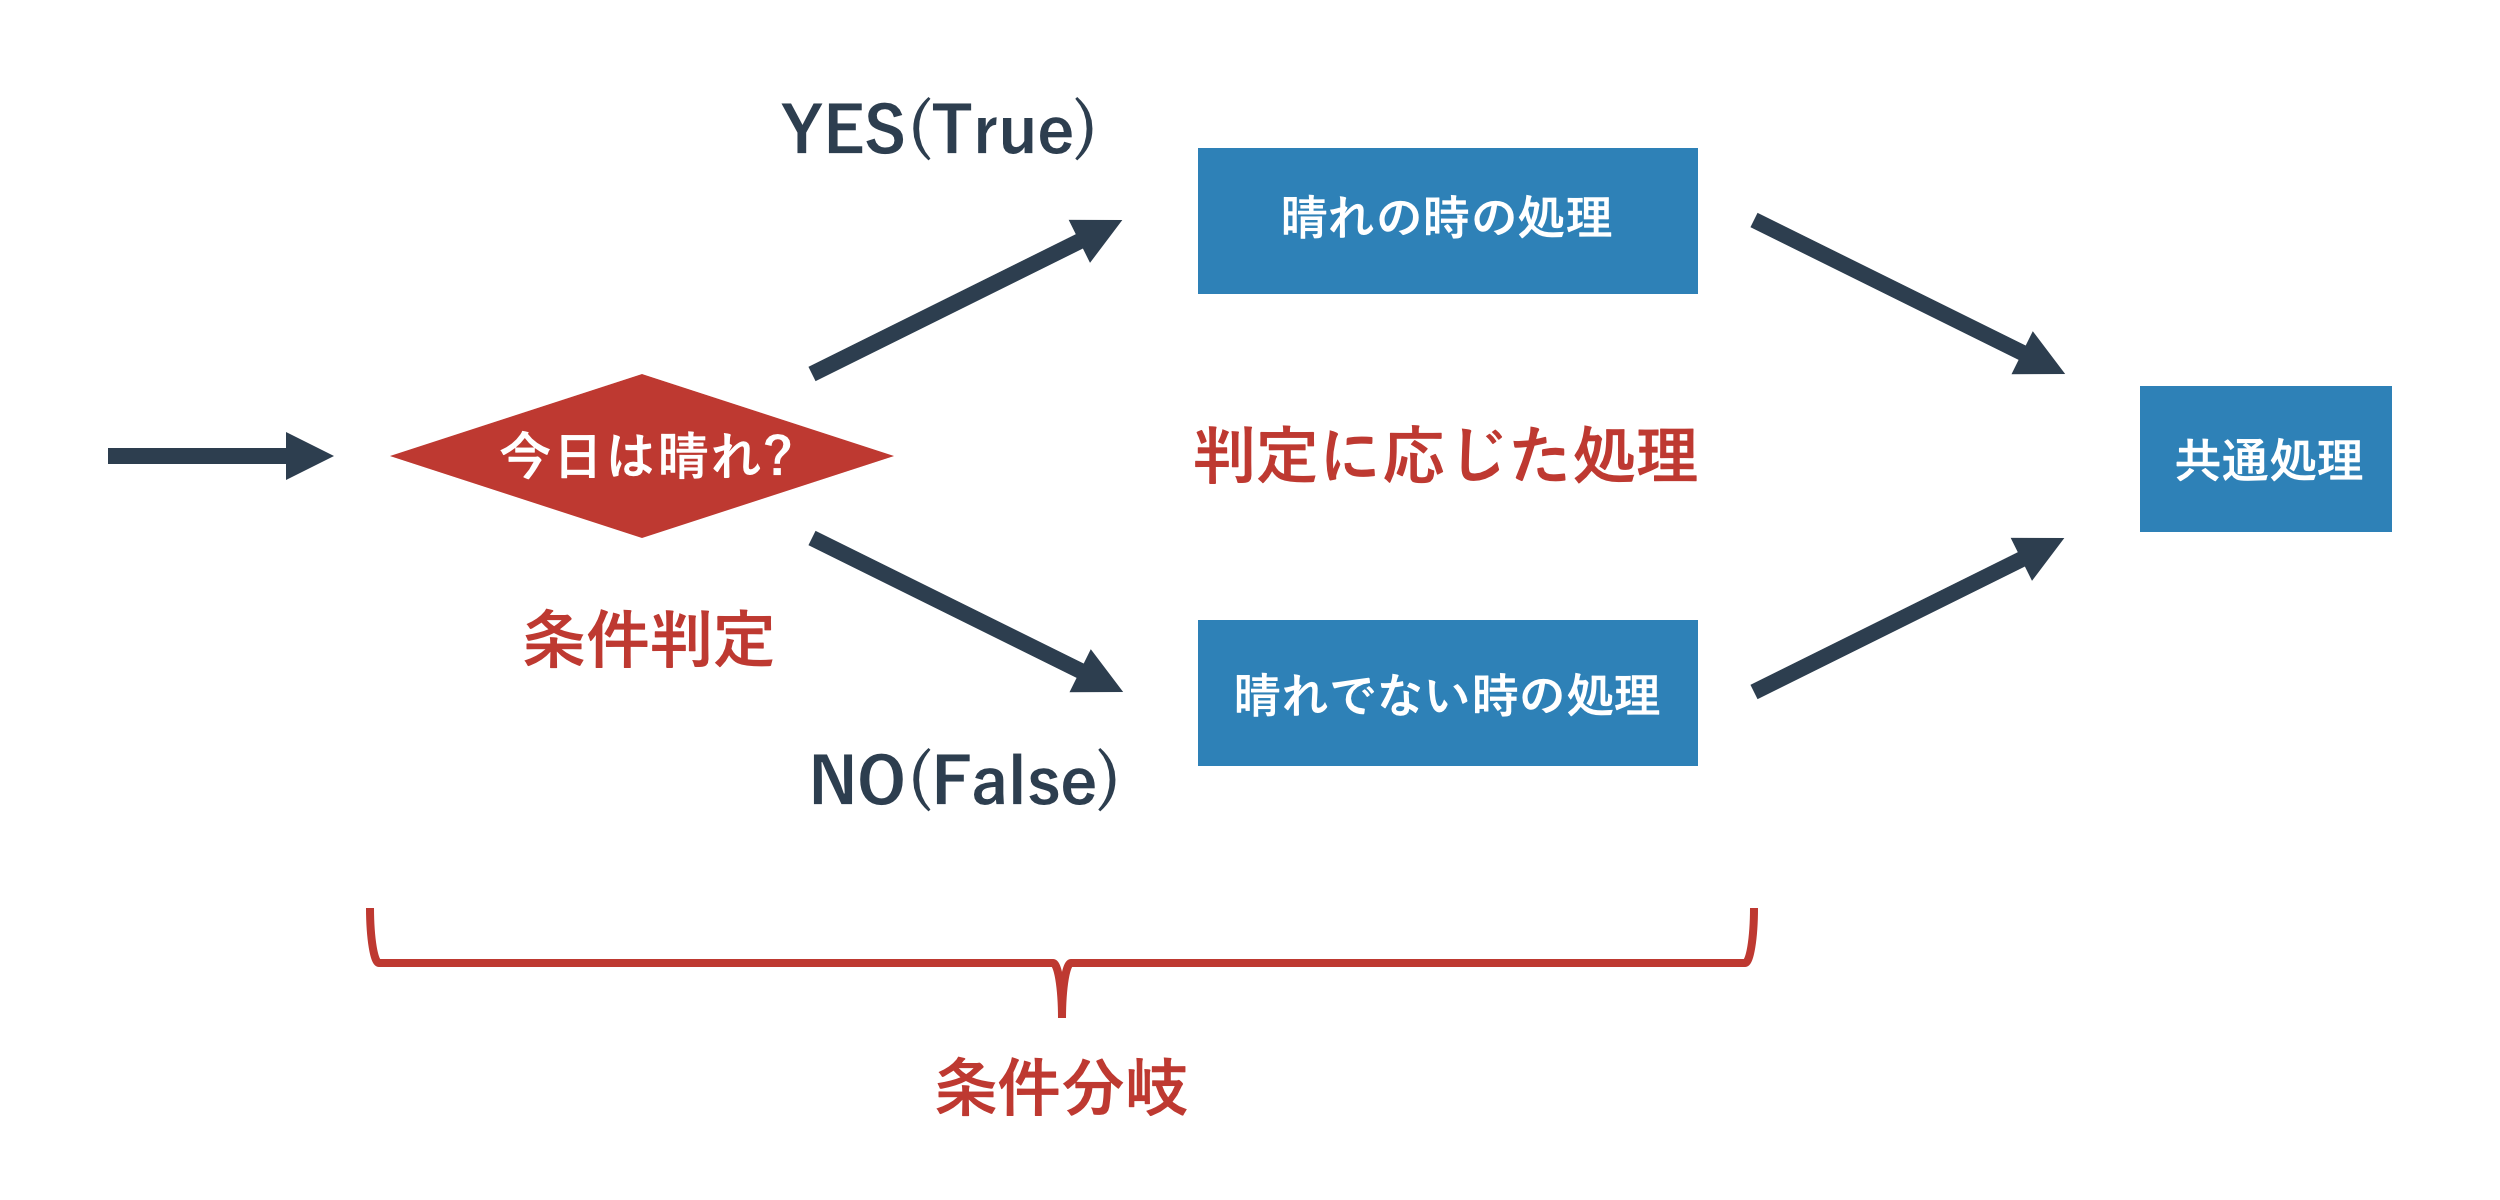 YES（True）
晴れの時の処理
今日は晴れ？
判定に応じた処理
共通処理
条件判定
晴れでない時の処理
NO（False）
条件分岐